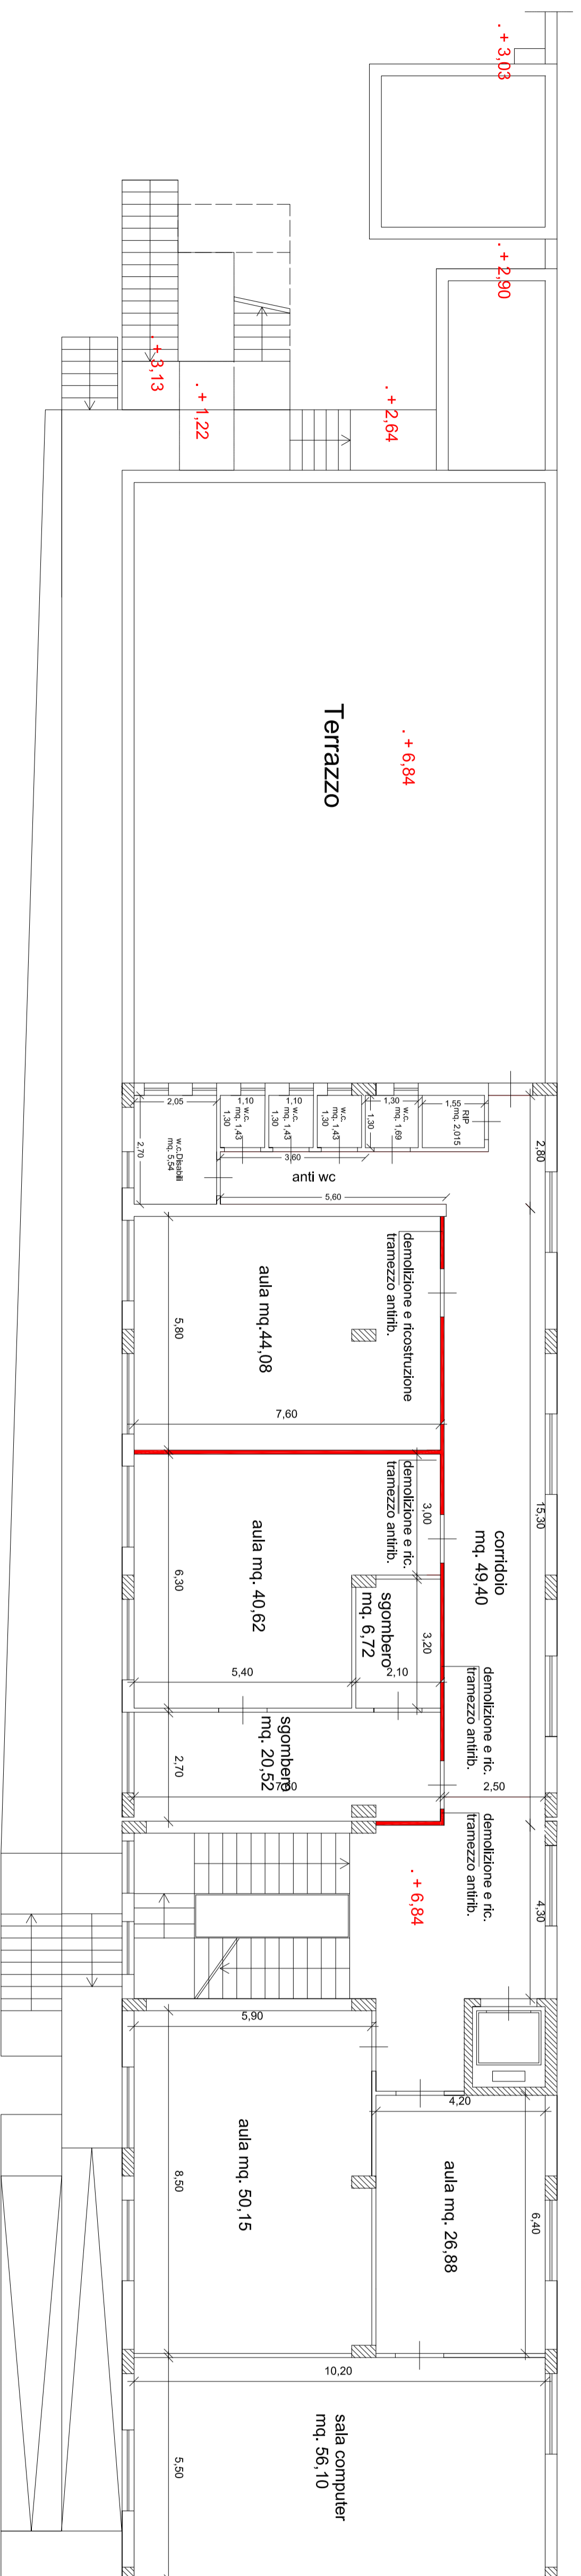 . + 3,03
. + 2,90
. + 3,13
. + 1,22
. + 2,64
. + 6,84
Terrazzo
2,05
w.c.Disabili
mq. 5,54
2,70
1,10
w.c.
mq. 1,43
1,30
1,10
w.c.
mq. 1,43
1,30
w.c.
mq. 1,43
1,30
1,30
w.c.
mq. 1,69
1,30
1,55
RIP
mq. 2,015
2,80
3,60
anti wc
5,60
demolizione e ricostruzione
tramezzo antirib.
aula mq.44,08
5,80
7,60
demolizione e ric.
tramezzo antirib.
3,00
15,30
corridoio
mq. 49,40
aula mq. 40,62
6,30
sgombero
mq. 6,72
3,20
5,40
2,10
demolizione e ric.
tramezzo antirib.
sgombero
mq. 20,52
2,70
7,60
2,50
demolizione e ric.
tramezzo antirib.
. + 6,84
4,30
5,90
4,20
aula mq. 50,15
8,50
aula mq. 26,88
6,40
10,20
sala computer
mq. 56,10
5,50